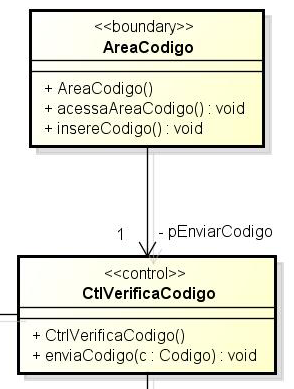 <<boundary>>
AreaCodigo
+ AreaCodigo()
+ acessaAreaCodigo() : void
+ insereCodigo() : void
1
- pEnviarCodigo
<<control>>
CtlVerificaCodigo
+ CtrlVerificaCodigo()
+ enviaCodigo(c : Codigo) : void